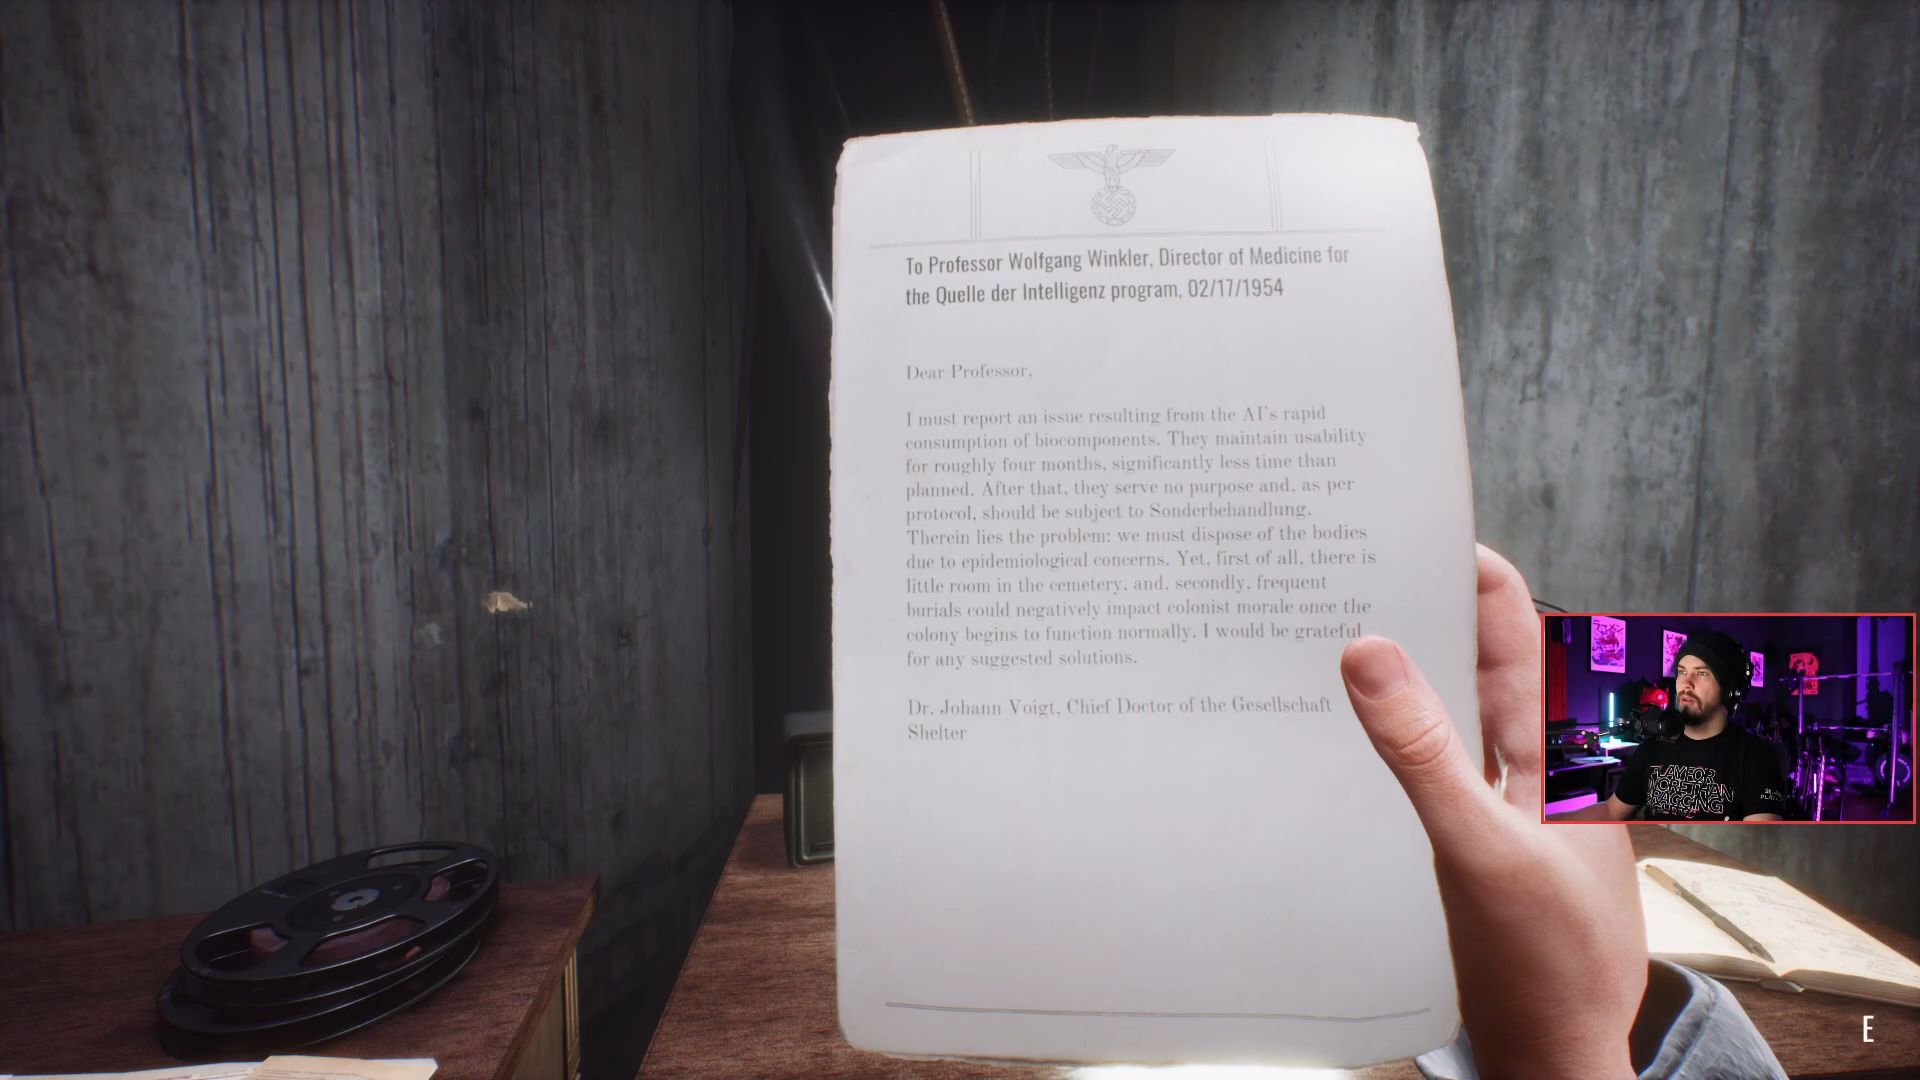 To Professor Wolfgang Winkler, Director of Medicine for
the Quelle der Intelligenz program, 02/17/1954
Dear Professor,
I must report an issue resulting from the AI's rapid
consumption of biocomponents. They maintain usability
for roughly four months, significantly less time than
planned. After that, they serve no purpose and, as per
protocol, should be subject to Sonderbehandlung.
Therein lies the problem: we must dispose of the bodies
due to epidemiological concerns. Yet, first of all, there is
little room in the cemetery, and, secondly, frequent
burials could negatively impact colonist morale once the
colony begins to function normally. I would be grateful
for any suggested solutions.
Dr. Johann Voigt, Chief Doctor of the Gesellschaft
Shelter
PLAY FOR
MORE THAN
FRAGGING
E